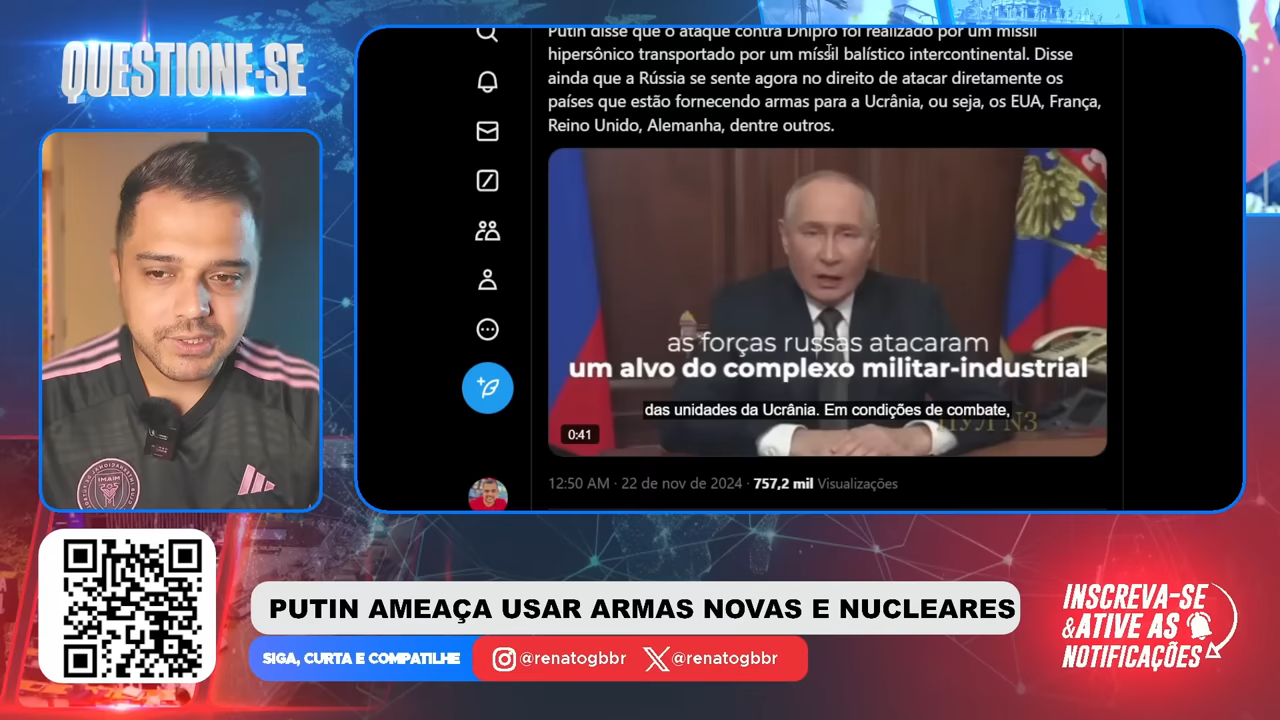 QUESTIONE-SE
Putin disse que o ataque contra Dnipro foi realizado por um míssil
hipersônico transportado por um míssil balístico intercontinental. Disse
ainda que a Rússia se sente agora no direito de atacar diretamente os
países que estão fornecendo armas para a Ucrânia, ou seja, os EUA, França,
Reino Unido, Alemanha, dentre outros.
as forças russas atacaram
um alvo do complexo militar-industrial
das unidades da Ucrânia. Em condições de combate,
ПУЛ N3
0:41
12:50 AM · 22 de nov de 2024 · 757,2 mil Visualizações
IMAIM
PUTIN AMEAÇA USAR ARMAS NOVAS E NUCLEARES
SIGA, CURTA E COMPATILHE
@renatogbbr
@renatogbbr
INSCREVA-SE
&ATIVE AS
NOTIFICAÇÕES